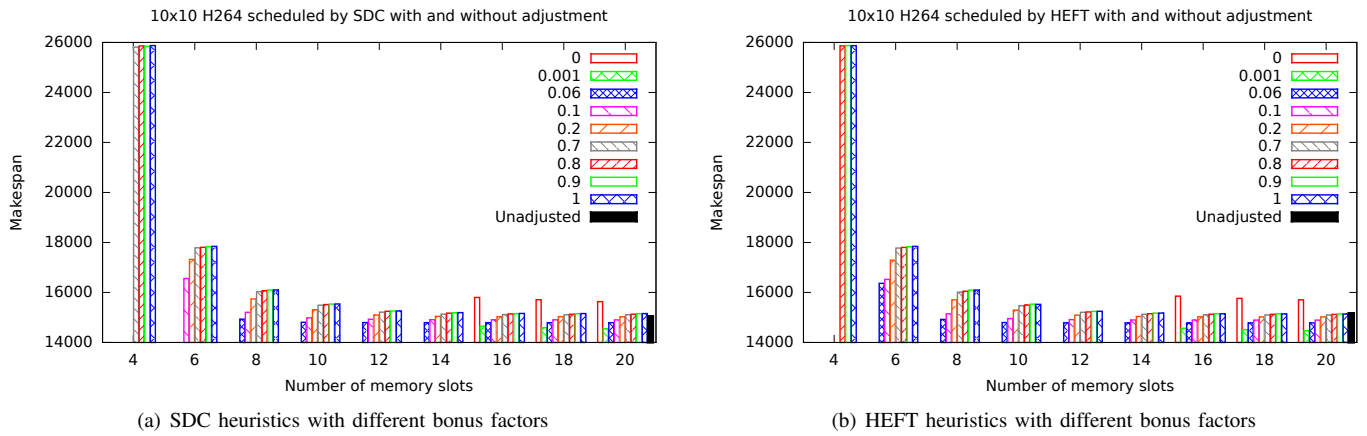 10x10 H264 scheduled by SDC with and without adjustment
26000
24000
22000
20000
18000
16000
14000
Makespan
4 6 8 10 12 14 16 18 20
Number of memory slots
0
0.001
0.06
0.1
0.2
0.7
0.8
0.9
1
Unadjusted
(a) SDC heuristics with different bonus factors
10x10 H264 scheduled by HEFT with and without adjustment
26000
24000
22000
20000
18000
16000
14000
Makespan
4 6 8 10 12 14 16 18 20
Number of memory slots
0
0.001
0.06
0.1
0.2
0.7
0.8
0.9
1
Unadjusted
(b) HEFT heuristics with different bonus factors